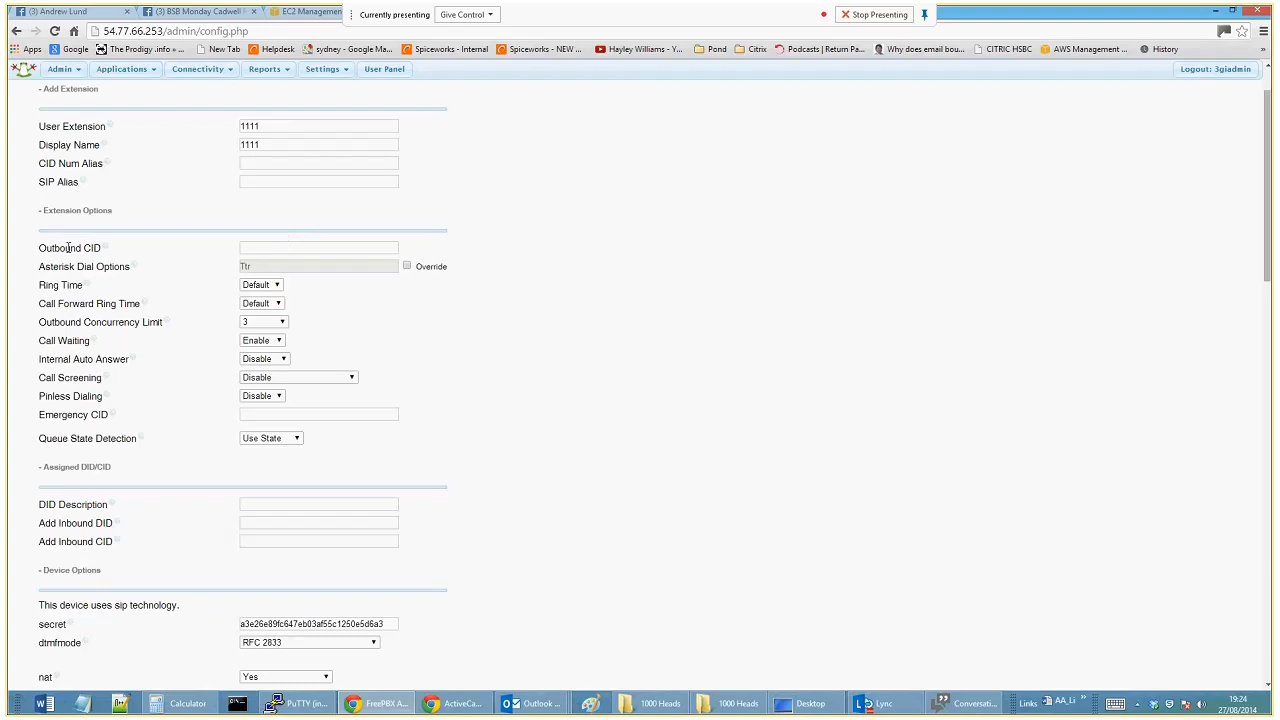 (3) Andrew Lund
(3) BSB Monday Cadwell
EC2 Management
Currently presenting
Give Control
Stop Presenting
54.77.66.253/admin/config.php
Apps
Google
The Prodigy .info » ...
New Tab
Helpdesk
sydney - Google Ma...
Spiceworks - Internal
Spiceworks - NEW ...
Hayley Williams - Y...
Pond
Citrix
Podcasts | Return Pa...
Why does email bou...
CITRIC HSBC
AWS Management ...
History
Admin
Applications
Connectivity
Reports
Settings
User Panel
Logout: 3giadmin
- Add Extension
User Extension 1111
Display Name 1111
CID Num Alias
SIP Alias
- Extension Options
Outbound CID
Asterisk Dial Options Ttr Override
Ring Time Default
Call Forward Ring Time Default
Outbound Concurrency Limit 3
Call Waiting Enable
Internal Auto Answer Disable
Call Screening Disable
Pinless Dialing Disable
Emergency CID
Queue State Detection Use State
- Assigned DID/CID
DID Description
Add Inbound DID
Add Inbound CID
- Device Options
This device uses sip technology.
secret a3e26e89fc647eb03af55c1250e5d6a3
dtmfmode RFC 2833
nat Yes
Calculator
PuTTY (in...
FreePBX A...
ActiveCa...
Outlook ...
1000 Heads
1000 Heads
Desktop
Lync
Conversati...
Links
AA_Li
19:24
27/08/2014